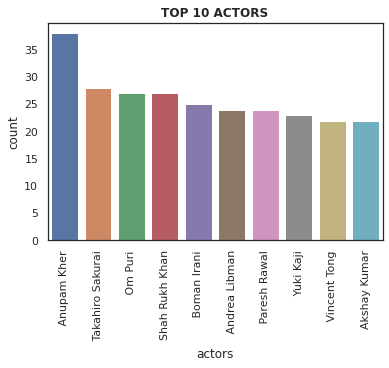 TOP 10 ACTORS
count
35
30
25
20
15
10
5
0
Anupam Kher
Takahiro Sakurai
Om Puri
Shah Rukh Khan
Boman Irani
Andrea Libman
Paresh Rawal
Yuki Kaji
Vincent Tong
Akshay Kumar
actors